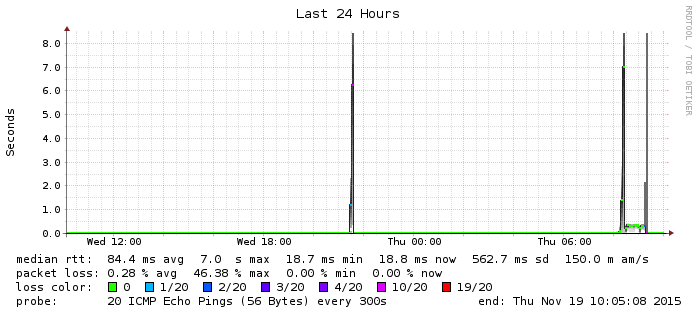 Last 24 Hours
RRDTOOL / TOBI OETIKER
Seconds
8.0
7.0
6.0
5.0
4.0
3.0
2.0
1.0
0.0
Wed 12:00 Wed 18:00 Thu 00:00 Thu 06:00
median rtt: 84.4 ms avg 7.0 s max 18.7 ms min 18.8 ms now 562.7 ms sd 150.0 m am/s
packet loss: 0.28 % avg 46.38 % max 0.00 % min 0.00 % now
loss color: 0 1/20 2/20 3/20 4/20 10/20 19/20
probe: 20 ICMP Echo Pings (56 Bytes) every 300s end: Thu Nov 19 10:05:08 2015